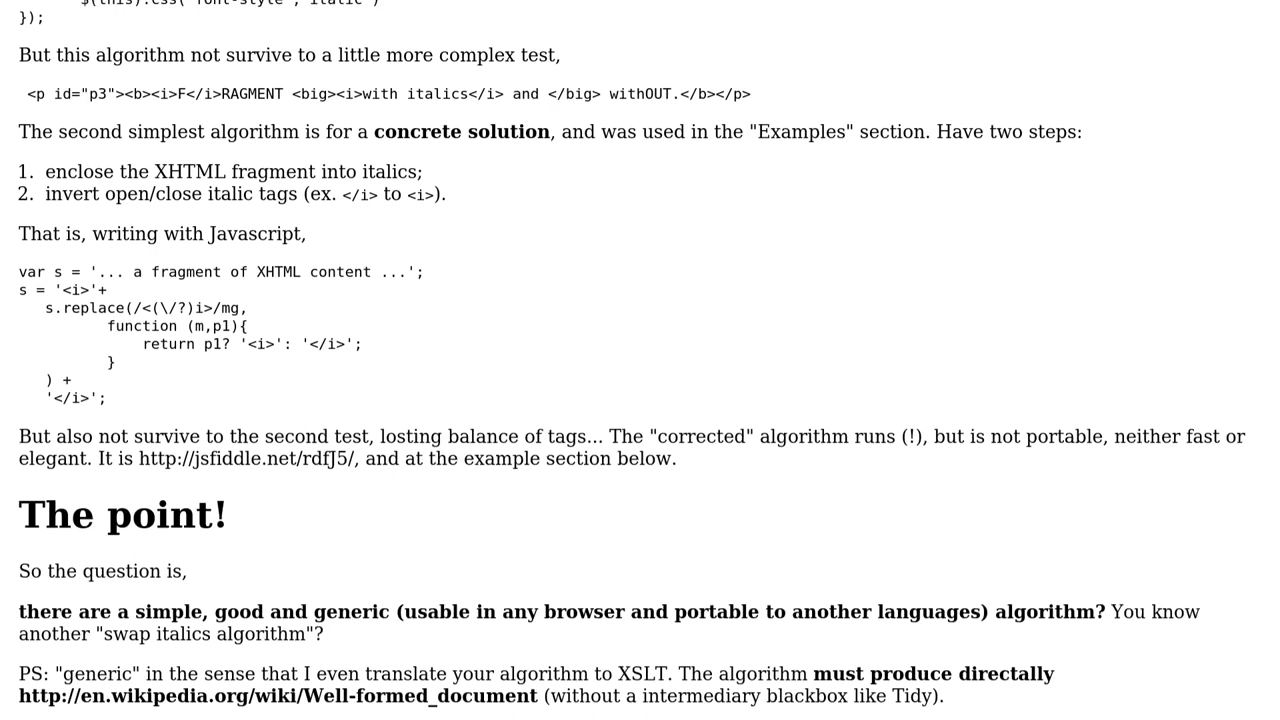 $(this).css('font-style','italic')
});
But this algorithm not survive to a little more complex test,
<p id="p3"><b><i>F</i>RAGMENT <big><i>with italics</i> and </big> withOUT.</b></p>
The second simplest algorithm is for a concrete solution, and was used in the "Examples" section. Have two steps:
1. enclose the XHTML fragment into italics;
2. invert open/close italic tags (ex. </i> to <i>).
That is, writing with Javascript,
var s = '... a fragment of XHTML content ...';
s = '<i>'+
s.replace(/<(\/?)i>/mg,
function (m,p1){
return p1? '<i>': '</i>';
}
) +
'</i>';
But also not survive to the second test, losting balance of tags... The "corrected" algorithm runs (!), but is not portable, neither fast or
elegant. It is http://jsfiddle.net/rdfJ5/, and at the example section below.
The point!
So the question is,
there are a simple, good and generic (usable in any browser and portable to another languages) algorithm? You know
another "swap italics algorithm"?
PS: "generic" in the sense that I even translate your algorithm to XSLT. The algorithm must produce directally
http://en.wikipedia.org/wiki/Well-formed_document (without a intermediary blackbox like Tidy).